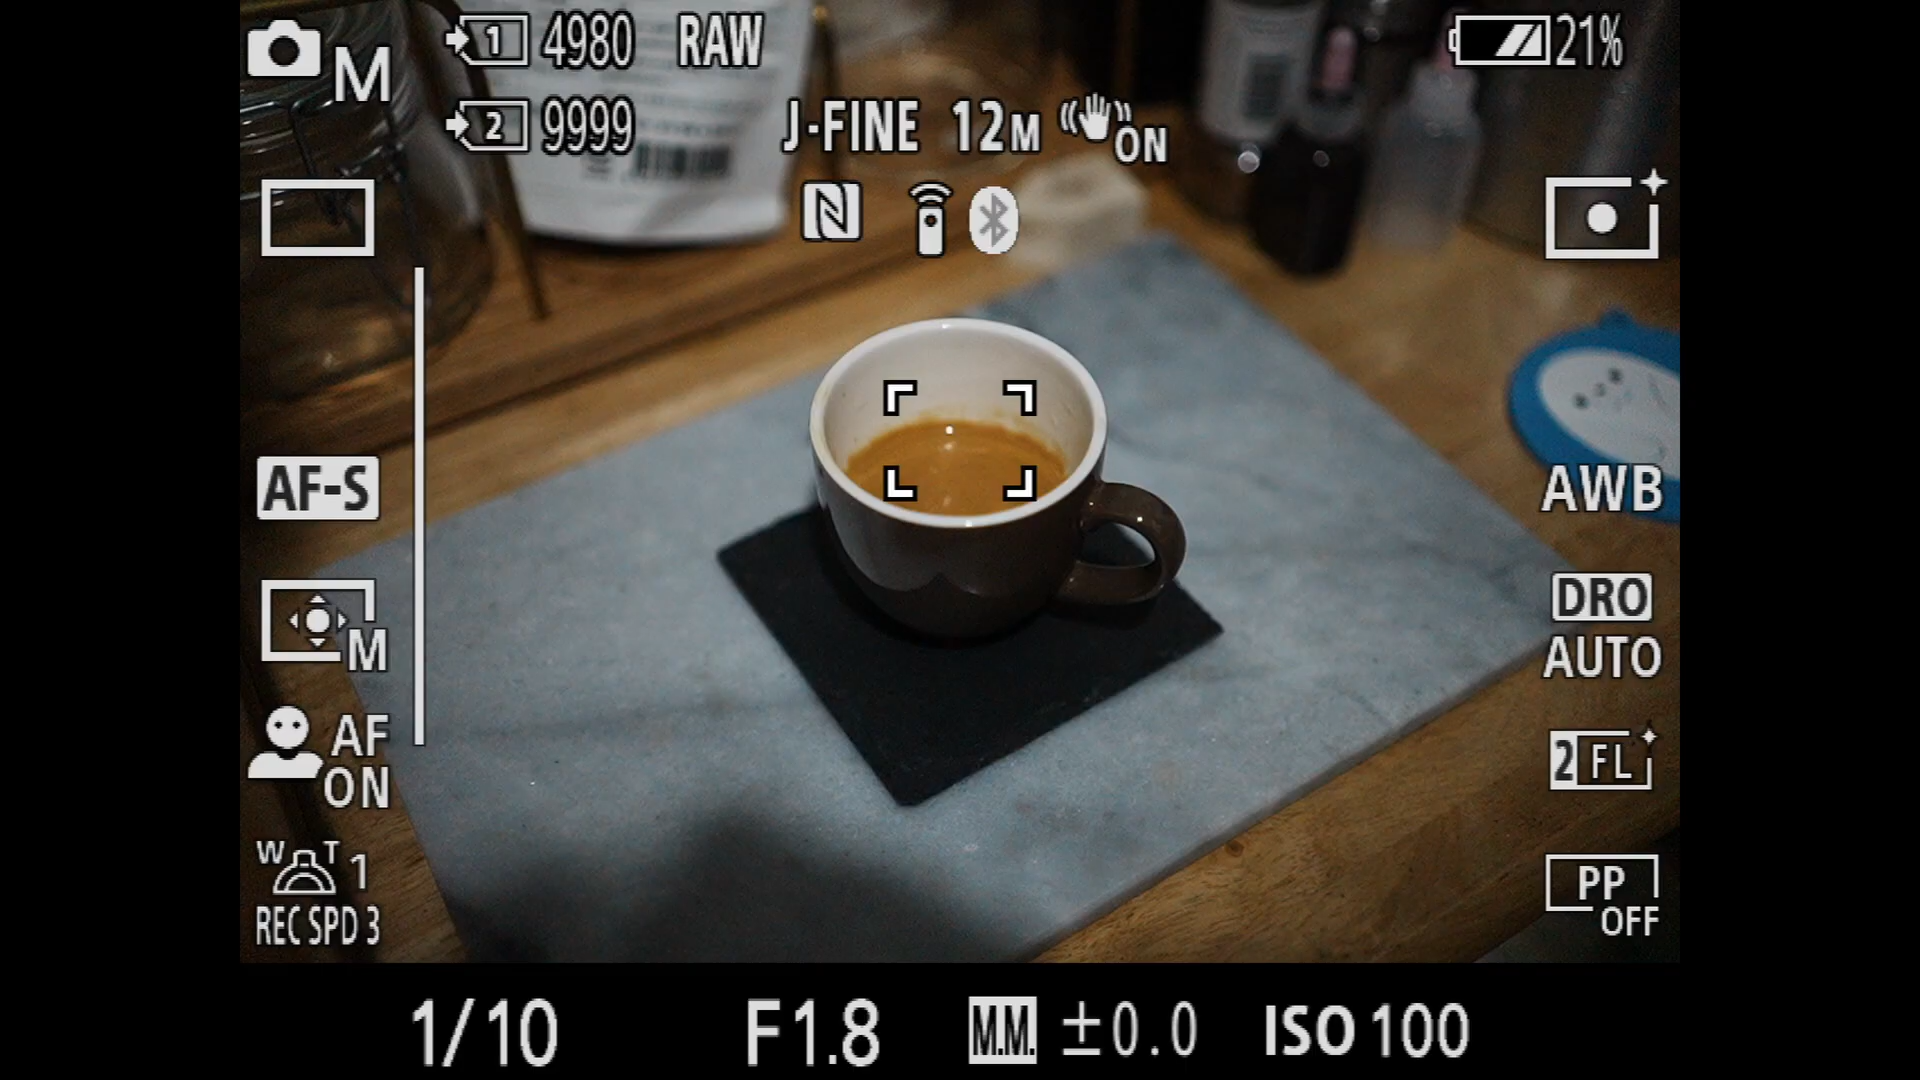 M
1 4980 RAW
2 9999 J-FINE 12M ON
21%
AF-S
AWB
M
DRO
AUTO
AF
ON
2 FL
W T 1
REC SPD 3
PP
OFF
1/10 F1.8 M.M. ±0.0 ISO 100